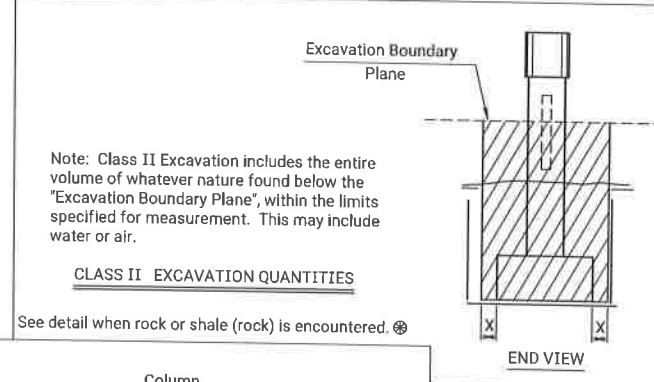 Excavation Boundary
Plane
Note: Class II Excavation includes the entire
volume of whatever nature found below the
"Excavation Boundary Plane", within the limits
specified for measurement. This may include
water or air.
CLASS II EXCAVATION QUANTITIES
See detail when rock or shale (rock) is encountered. ⊛
X
X
END VIEW
Column